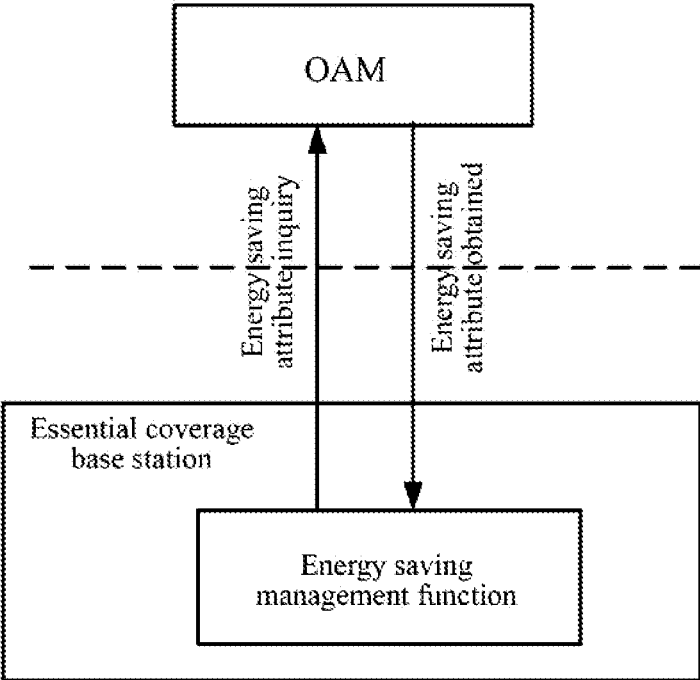 OAM
Energy saving
attribute inquiry
Energy saving
attribute obtained
Essential coverage
base station
Energy saving
management function